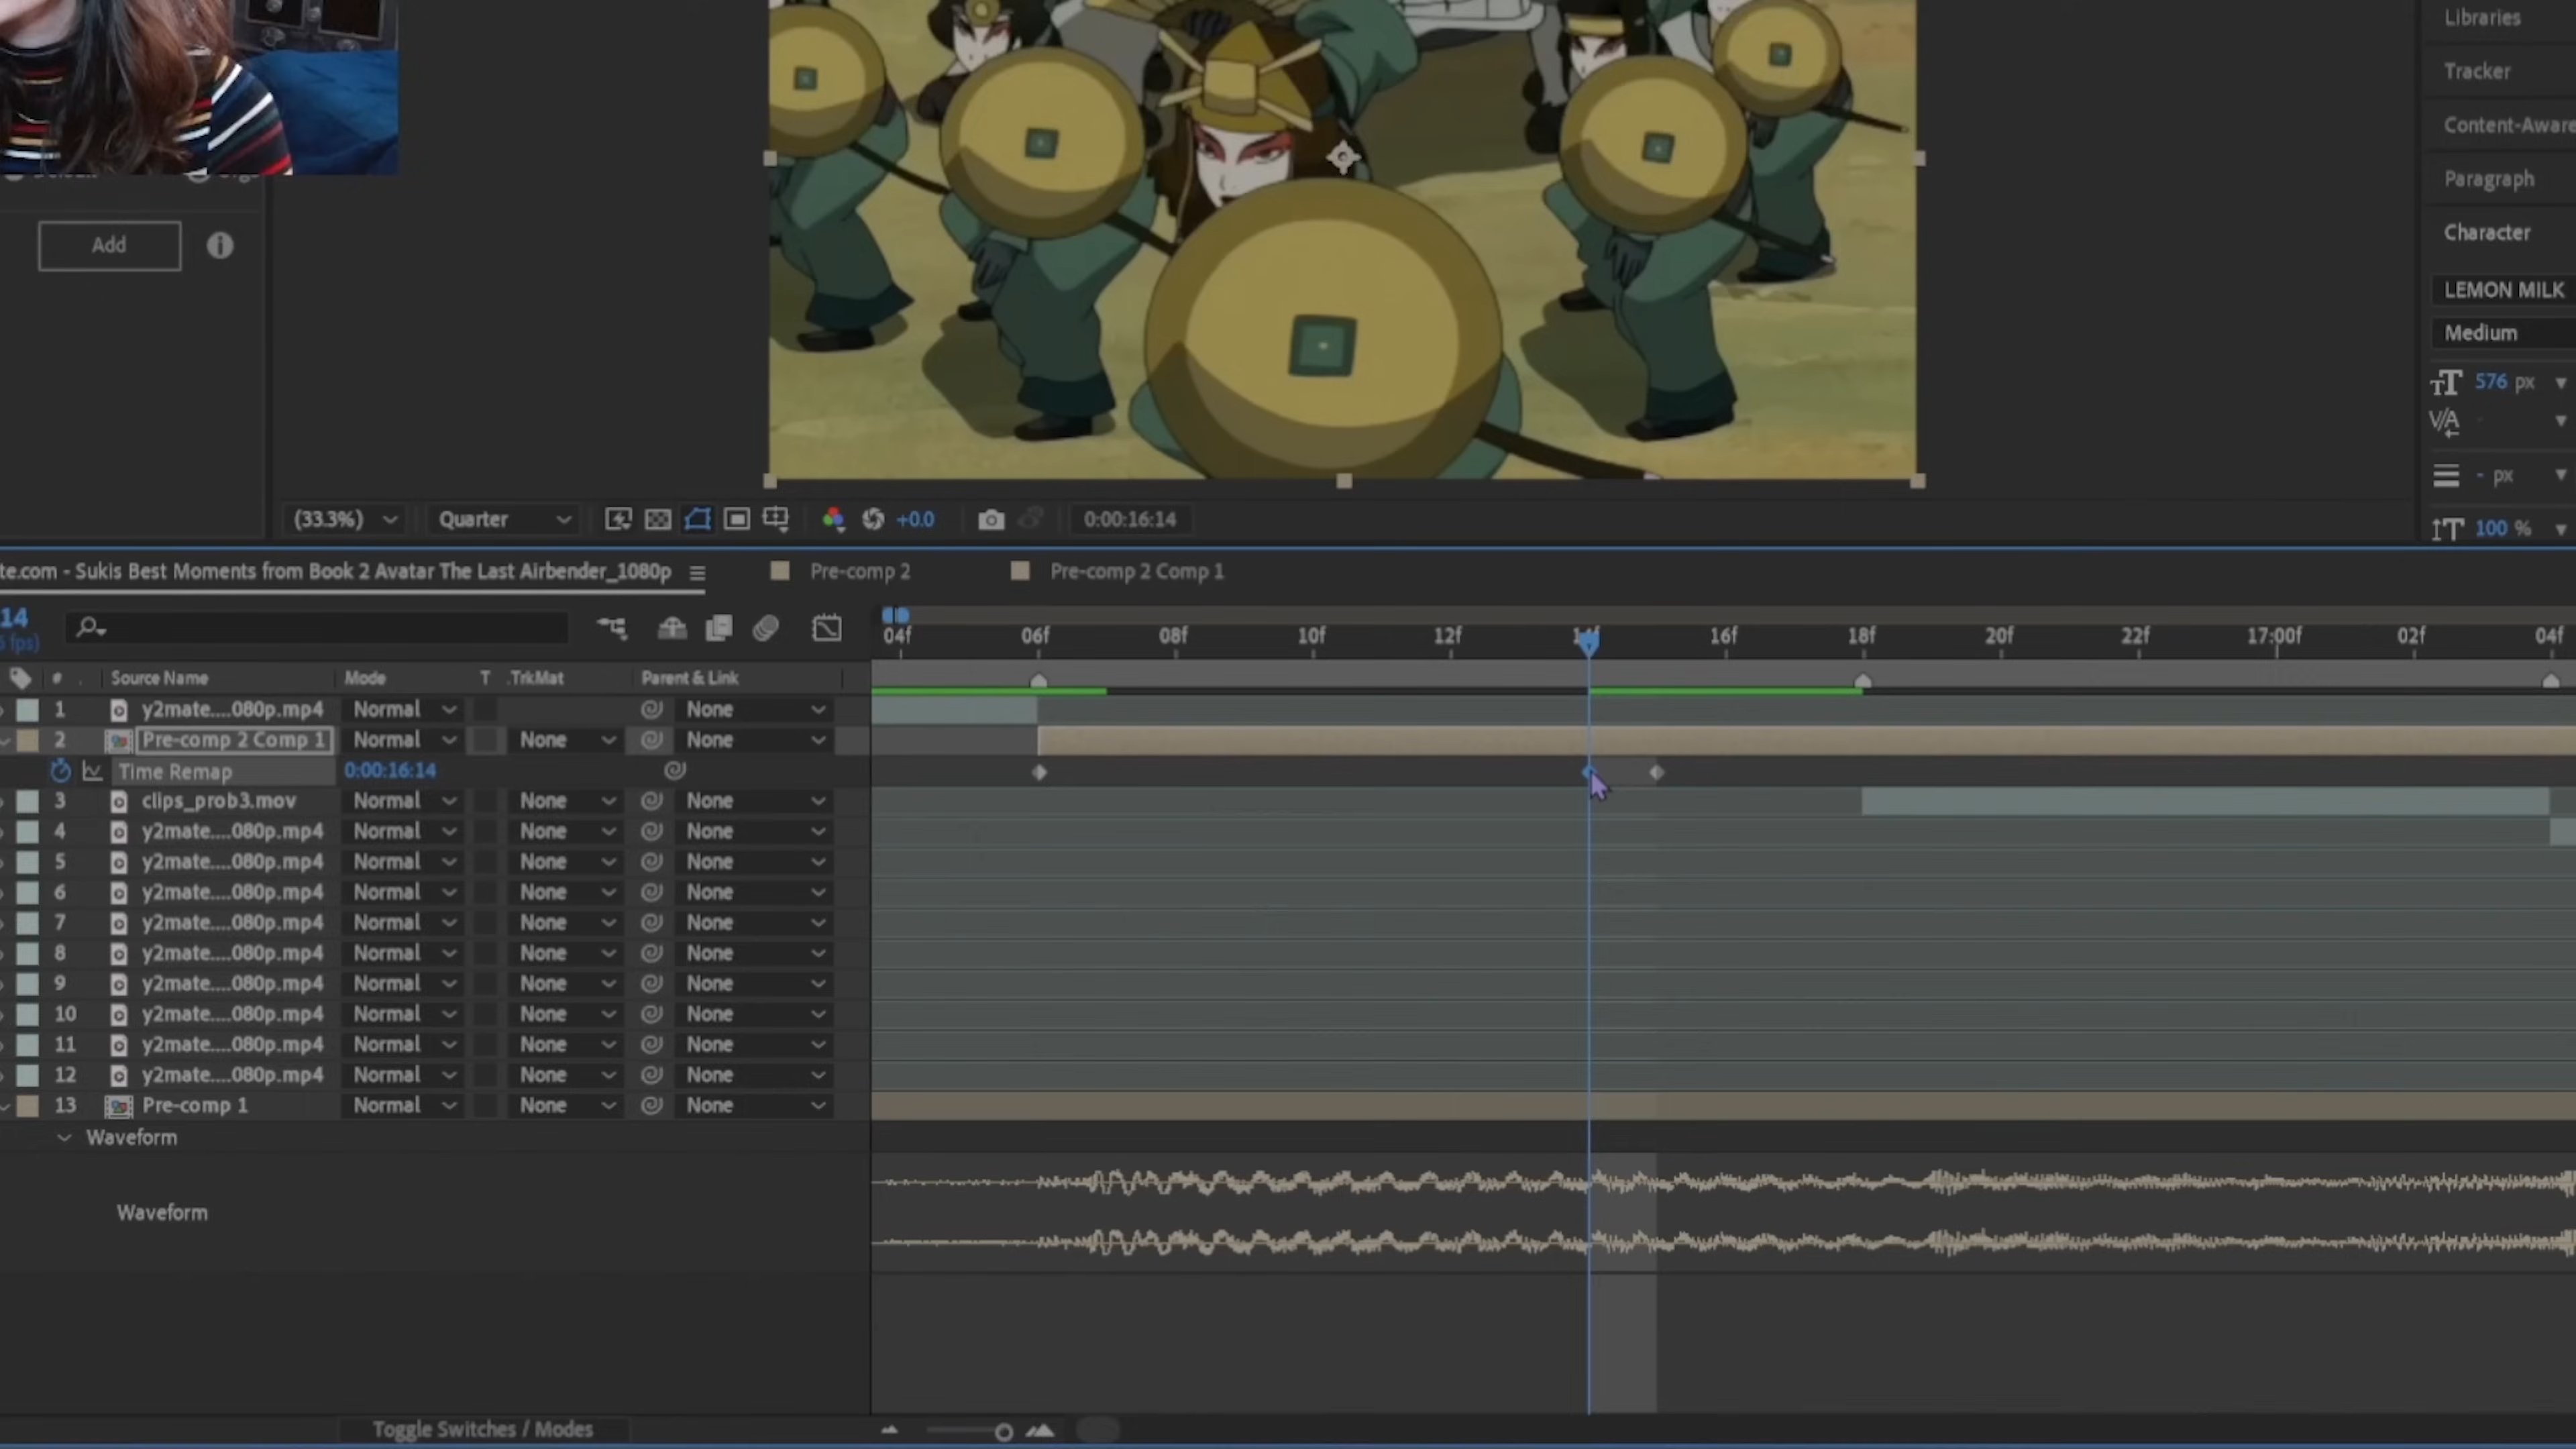 Libraries
Tracker
Content-Aware
Paragraph
Add
Character
LEMON MILK
Medium
576 px
- px
100 %
(33.3%)
Quarter
+0.0
0:00:16:14
te.com - Sukis Best Moments from Book 2 Avatar The Last Airbender_1080p
Pre-comp 2
Pre-comp 2 Comp 1
14
fps)
04f 06f 08f 10f 12f 14f 16f 18f 20f 22f 17:00f 02f 04f
# Source Name Mode T .TrkMat Parent & Link
1 y2mate....080p.mp4 Normal None
2 Pre-comp 2 Comp 1 Normal None None
Time Remap 0:00:16:14
3 clips_prob3.mov Normal None None
4 y2mate....080p.mp4 Normal None None
5 y2mate....080p.mp4 Normal None None
6 y2mate....080p.mp4 Normal None None
7 y2mate....080p.mp4 Normal None None
8 y2mate....080p.mp4 Normal None None
9 y2mate....080p.mp4 Normal None None
10 y2mate....080p.mp4 Normal None None
11 y2mate....080p.mp4 Normal None None
12 y2mate....080p.mp4 Normal None None
13 Pre-comp 1 Normal None None
Waveform
Waveform
Toggle Switches / Modes